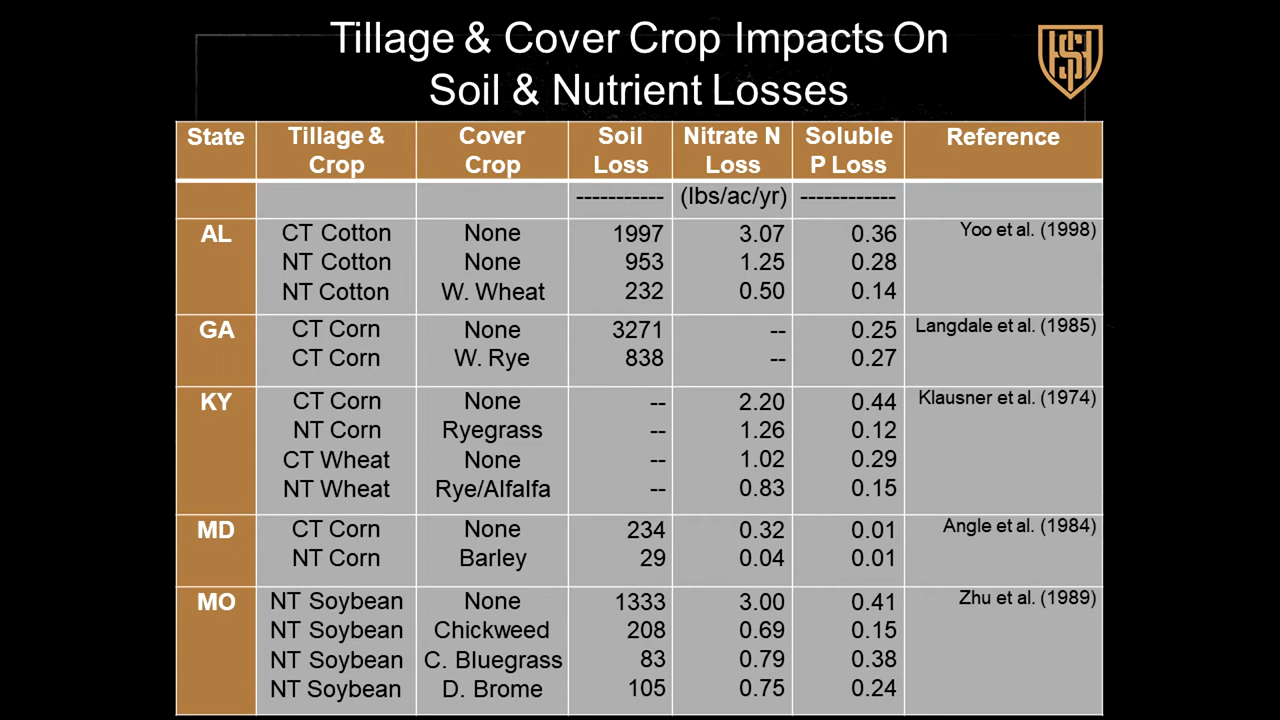 Tillage & Cover Crop Impacts On
Soil & Nutrient Losses
State Tillage & Crop Cover Crop Soil Loss Nitrate N Loss Soluble P Loss Reference
----------- (lbs/ac/yr) ------------
AL CT Cotton None 1997 3.07 0.36 Yoo et al. (1998)
NT Cotton None 953 1.25 0.28
NT Cotton W. Wheat 232 0.50 0.14
GA CT Corn None 3271 -- 0.25 Langdale et al. (1985)
CT Corn W. Rye 838 -- 0.27
KY CT Corn None -- 2.20 0.44 Klausner et al. (1974)
NT Corn Ryegrass -- 1.26 0.12
CT Wheat None -- 1.02 0.29
NT Wheat Rye/Alfalfa -- 0.83 0.15
MD CT Corn None 234 0.32 0.01 Angle et al. (1984)
NT Corn Barley 29 0.04 0.01
MO NT Soybean None 1333 3.00 0.41 Zhu et al. (1989)
NT Soybean Chickweed 208 0.69 0.15
NT Soybean C. Bluegrass 83 0.79 0.38
NT Soybean D. Brome 105 0.75 0.24